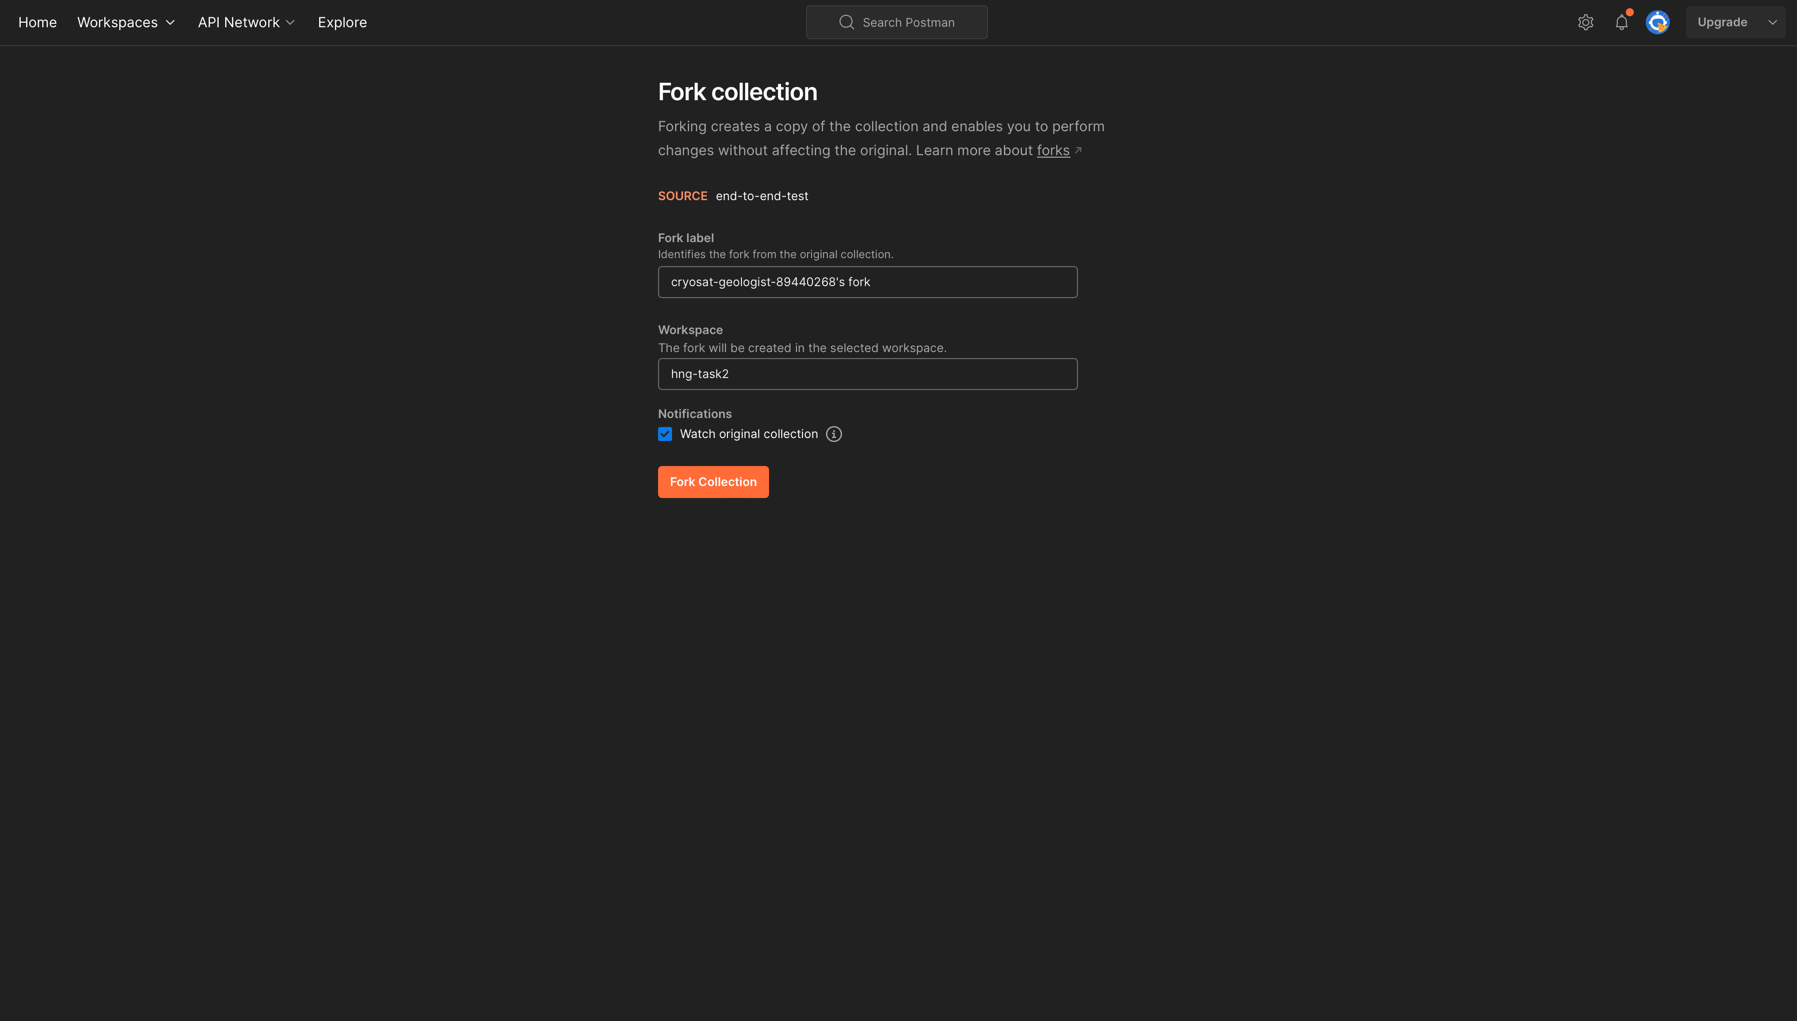 Home Workspaces API Network Explore Search Postman Upgrade
Fork collection
Forking creates a copy of the collection and enables you to perform
changes without affecting the original. Learn more about forks
SOURCE end-to-end-test
Fork label
Identifies the fork from the original collection.
cryosat-geologist-89440268's fork
Workspace
The fork will be created in the selected workspace.
hng-task2
Notifications
Watch original collection
Fork Collection